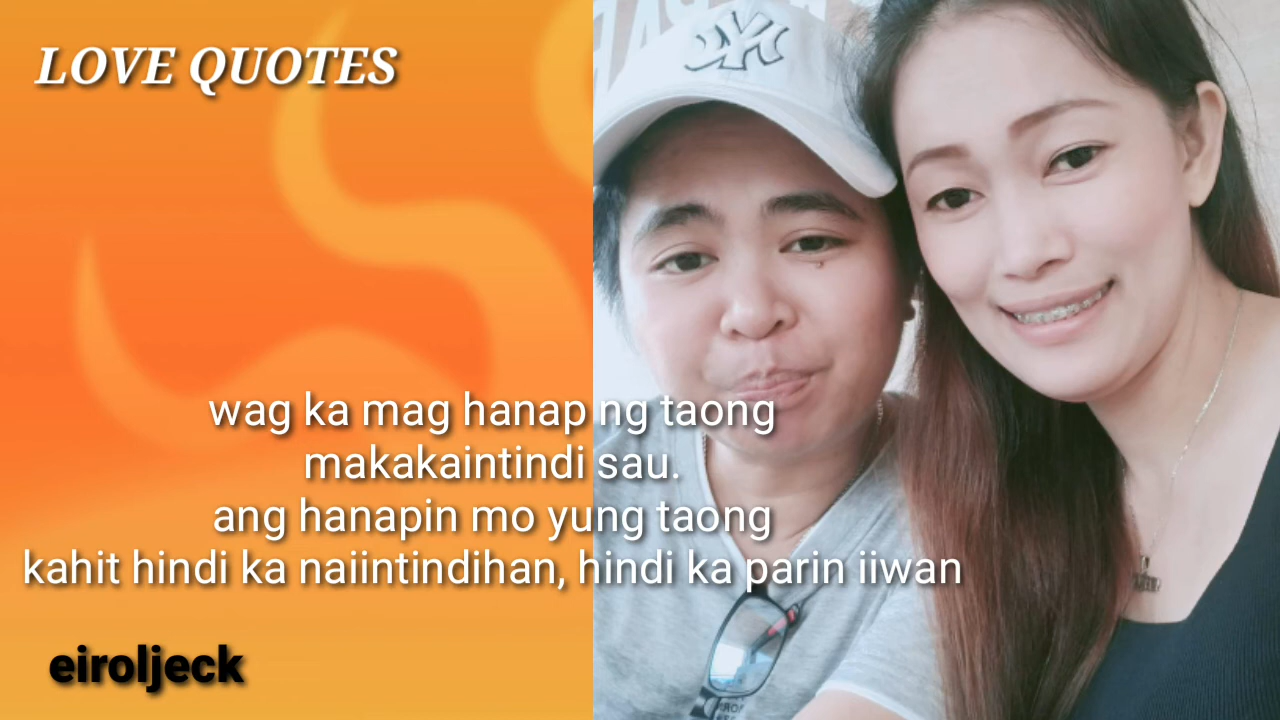 LOVE QUOTES
wag ka mag hanap ng taong
makakaintindi sau.
ang hanapin mo yung taong
kahit hindi ka naiintindihan, hindi ka parin iiwan
eiroljeck